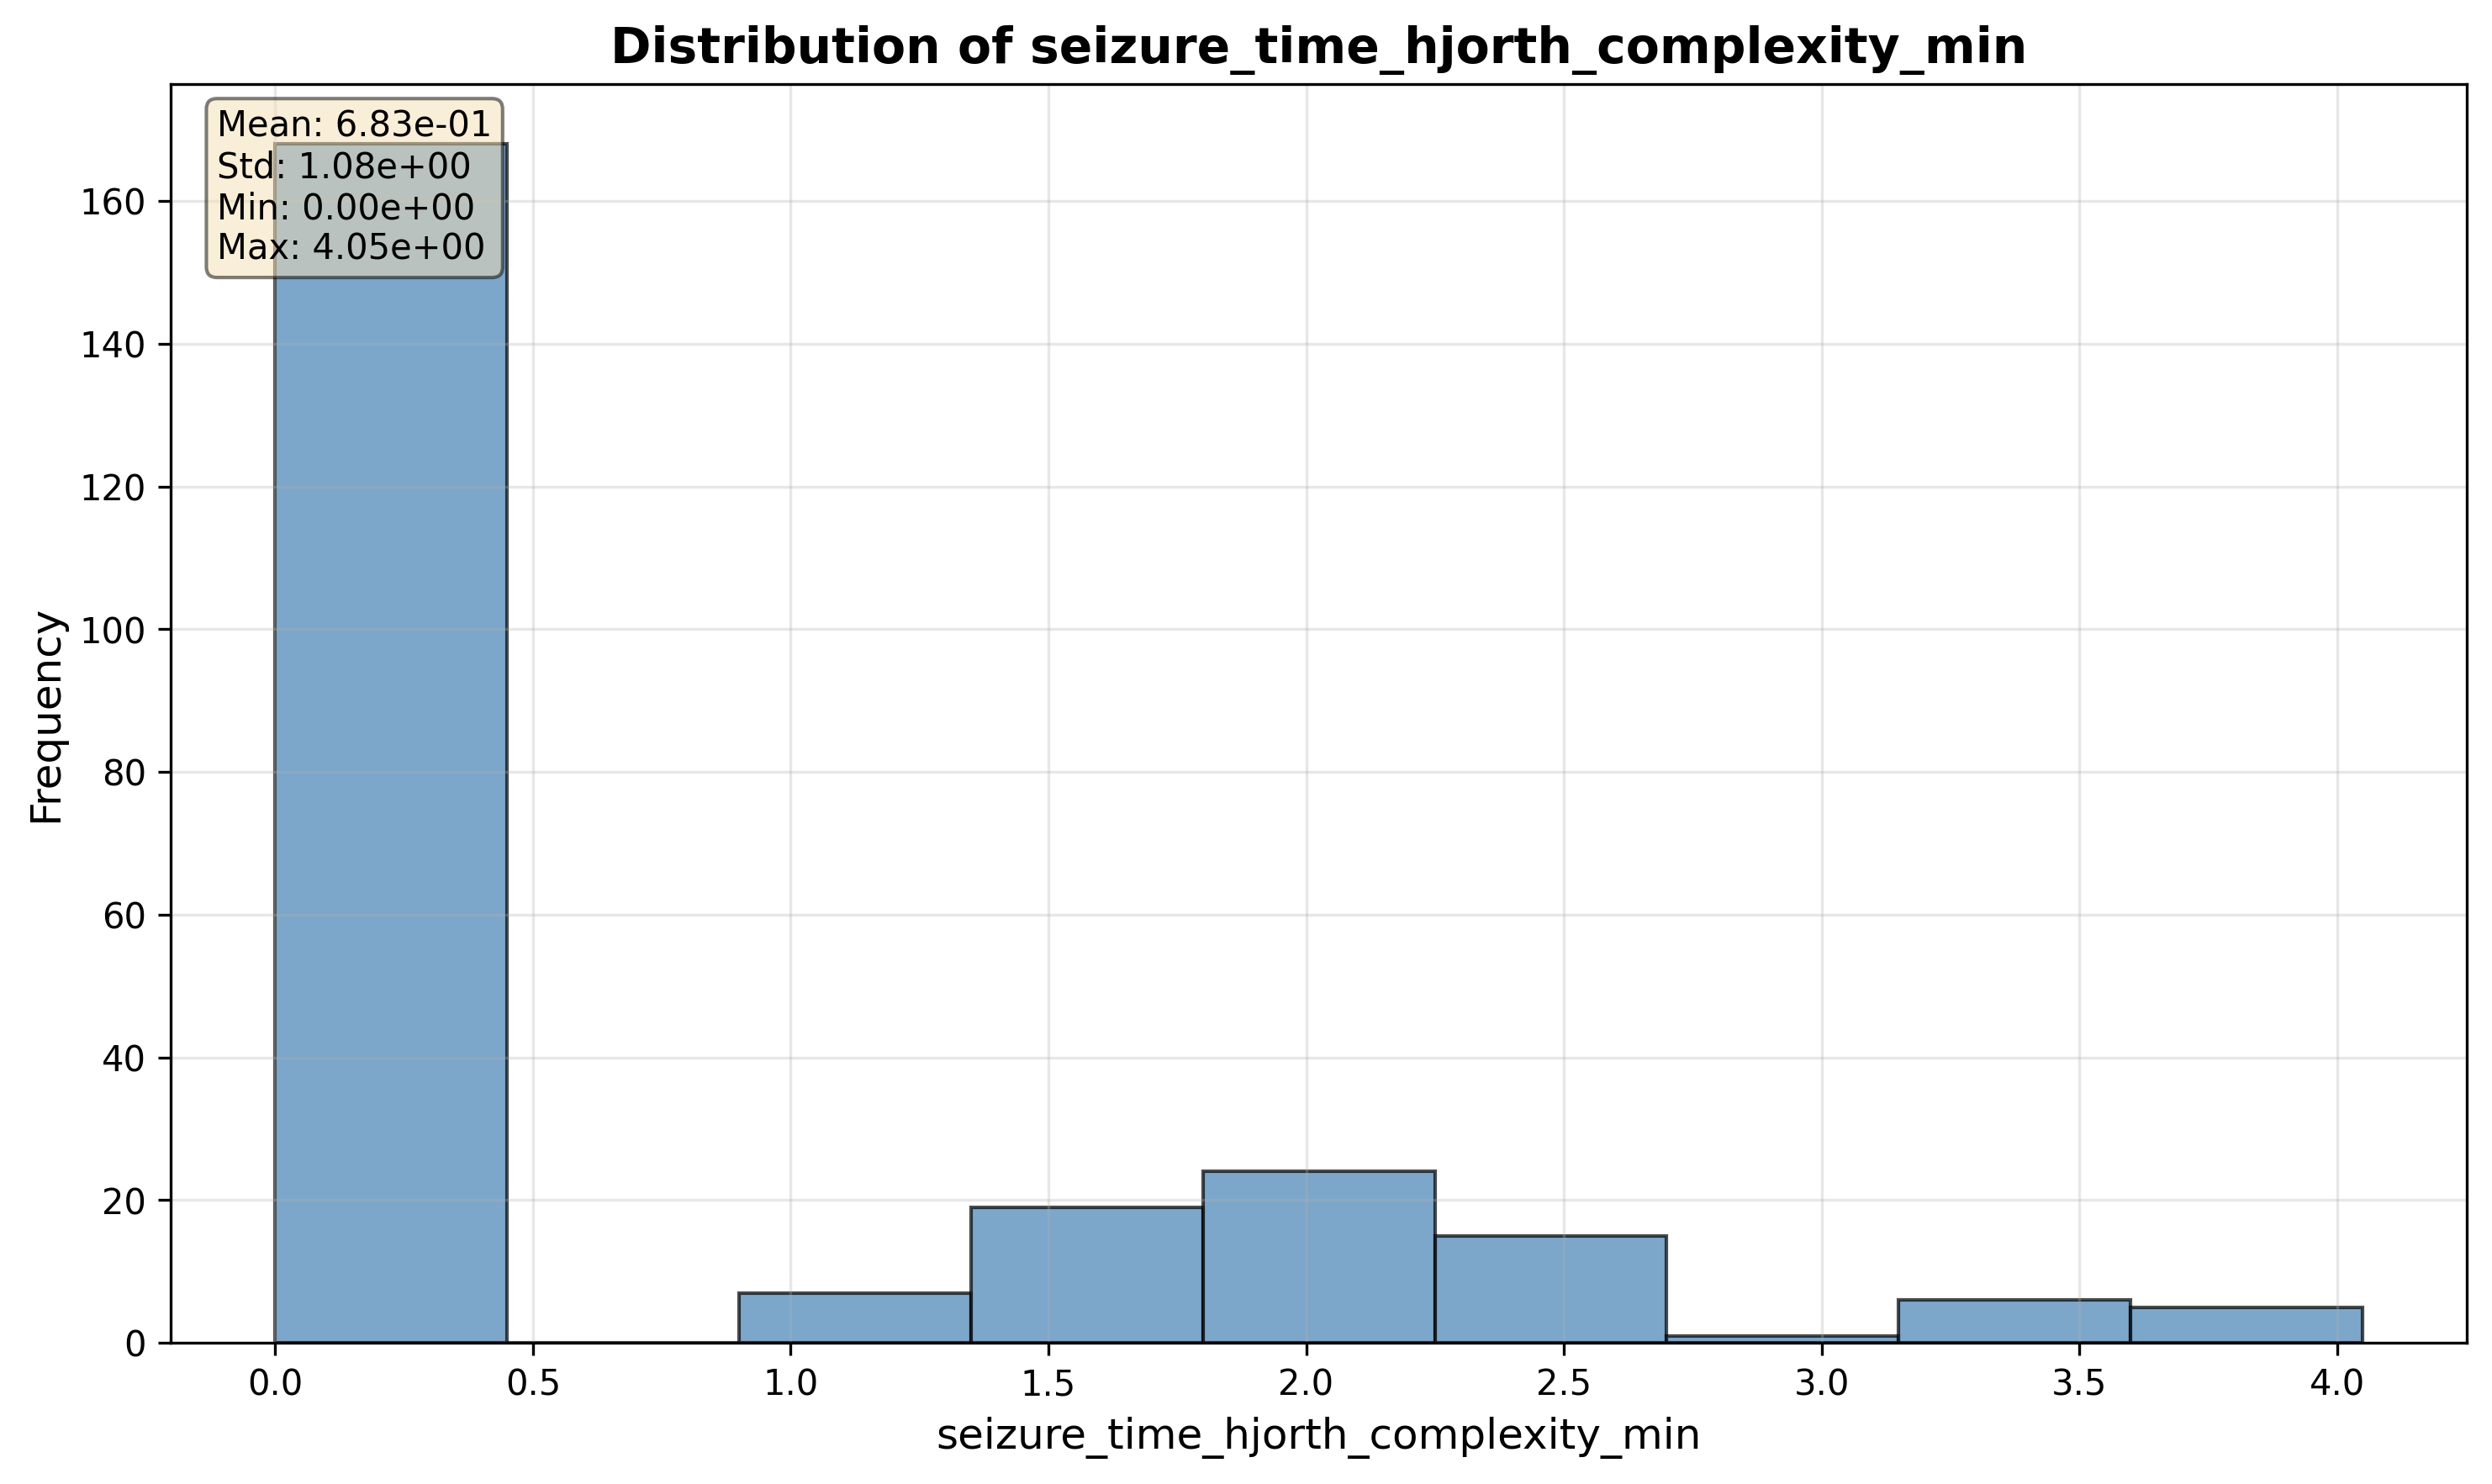 Distribution of seizure_time_hjorth_complexity_min
Mean: 6.83e-01
Std: 1.08e+00
Min: 0.00e+00
Max: 4.05e+00
Frequency
160
140
120
100
80
60
40
20
0
0.0 0.5 1.0 1.5 2.0 2.5 3.0 3.5 4.0
seizure_time_hjorth_complexity_min